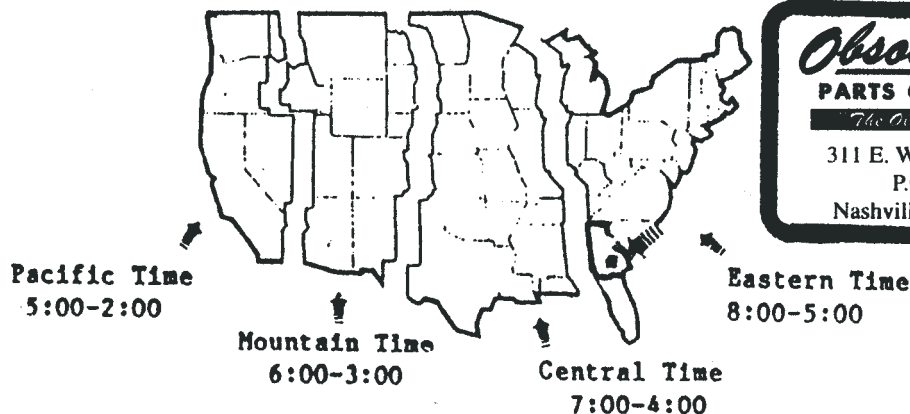 PARTS
311 E.
P.
Pacific Time
5:00-2:00
Mountain Time
6:00-3:00
Central Time
7:00-4:00
Eastern Time
8:00-5:00